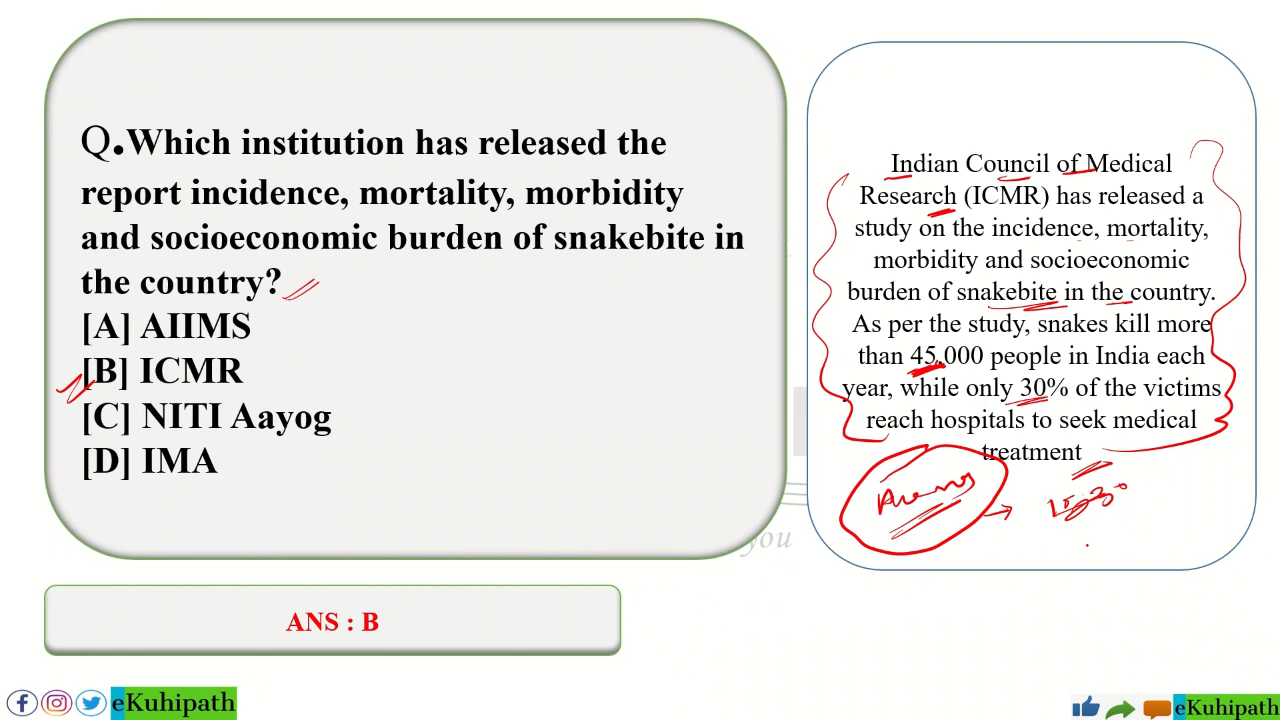 Q.Which institution has released the
report incidence, mortality, morbidity
and socioeconomic burden of snakebite in
the country?
[A] AIIMS
[B] ICMR
[C] NITI Aayog
[D] IMA
ANS : B
Indian Council of Medical
Research (ICMR) has released a
study on the incidence, mortality,
morbidity and socioeconomic
burden of snakebite in the country.
As per the study, snakes kill more
than 45,000 people in India each
year, while only 30% of the victims
reach hospitals to seek medical
treatment
you
eKuhipath
eKuhipath